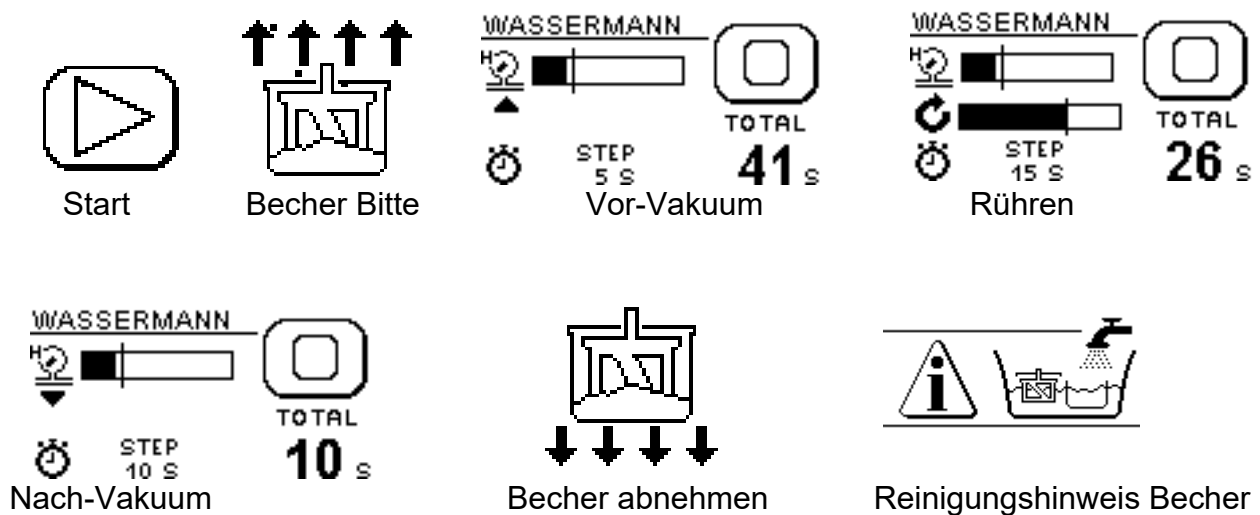 Start
Becher Bitte
WASSERMANN
H
TOTAL
STEP
5 S
41 s
Vor-Vakuum
WASSERMANN
H
TOTAL
STEP
15 S
26 s
Rühren
WASSERMANN
H
TOTAL
STEP
10 S
10 s
Nach-Vakuum
Becher abnehmen
i
Reinigungshinweis Becher